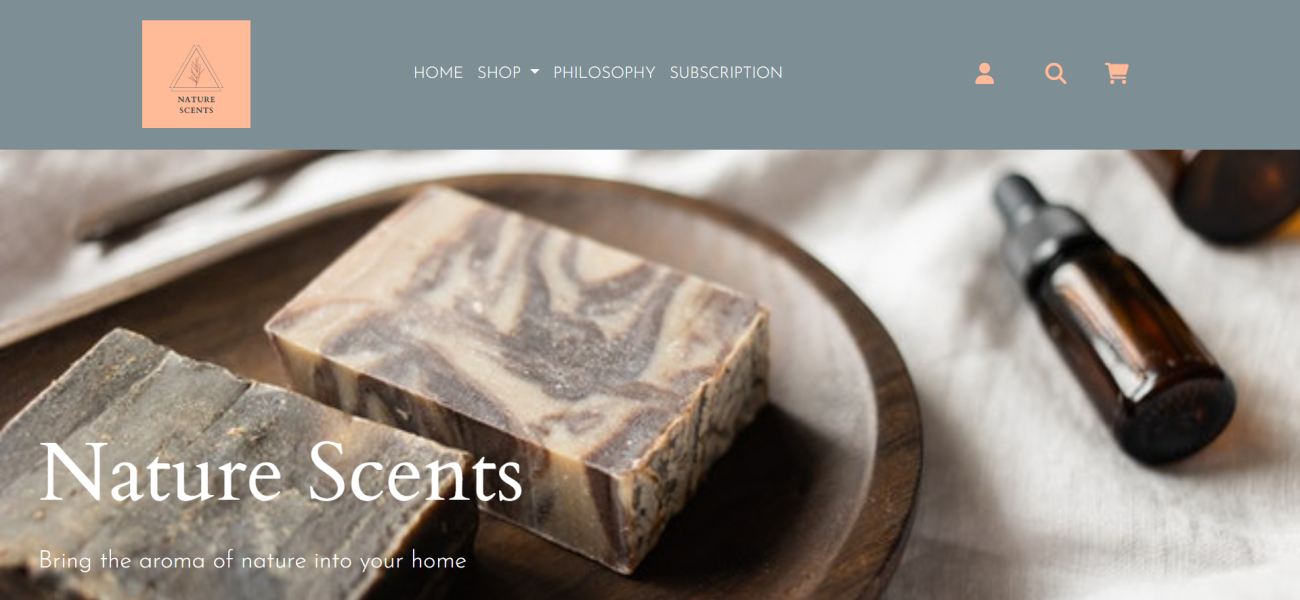 NATURE
SCENTS
HOME SHOP PHILOSOPHY SUBSCRIPTION
Nature Scents
Bring the aroma of nature into your home